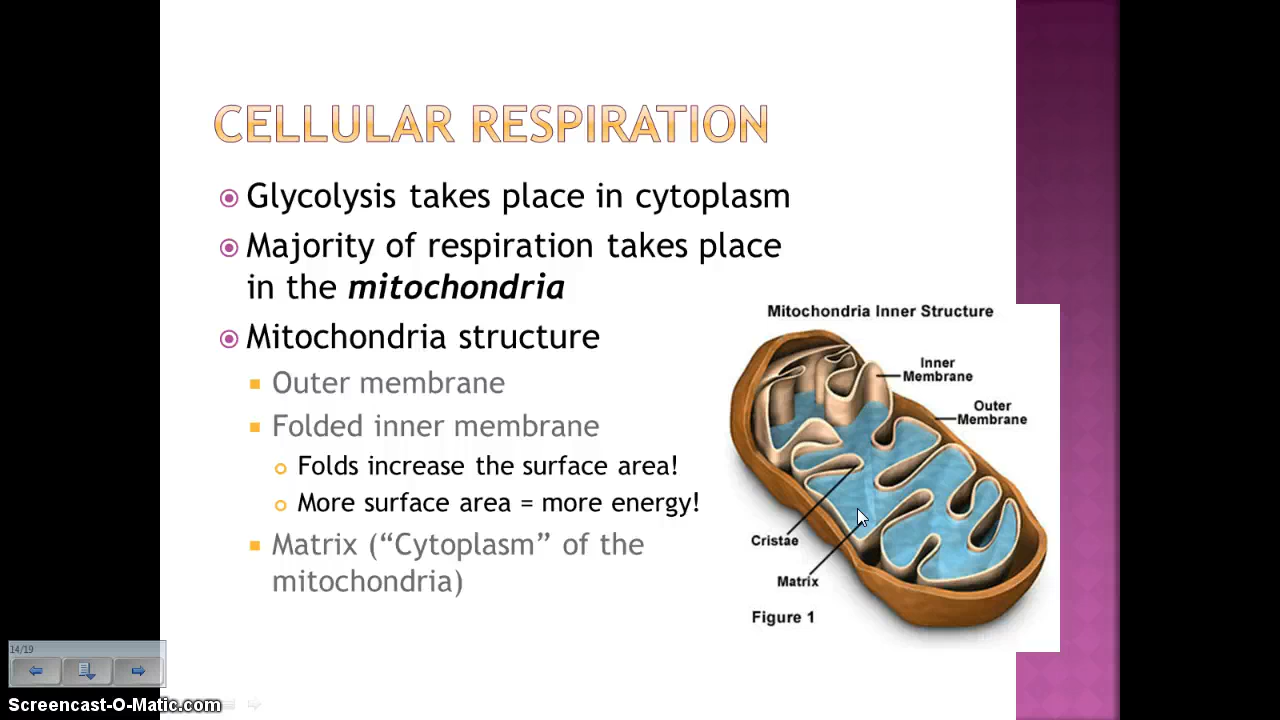 CELLULAR RESPIRATION
Glycolysis takes place in cytoplasm
Majority of respiration takes place
in the mitochondria
Mitochondria structure
Outer membrane
Folded inner membrane
Folds increase the surface area!
More surface area = more energy!
Matrix (“Cytoplasm” of the
mitochondria)
Mitochondria Inner Structure
Inner
Membrane
Outer
Membrane
Cristae
Matrix
Figure 1
14/19
Screencast-O-Matic.com